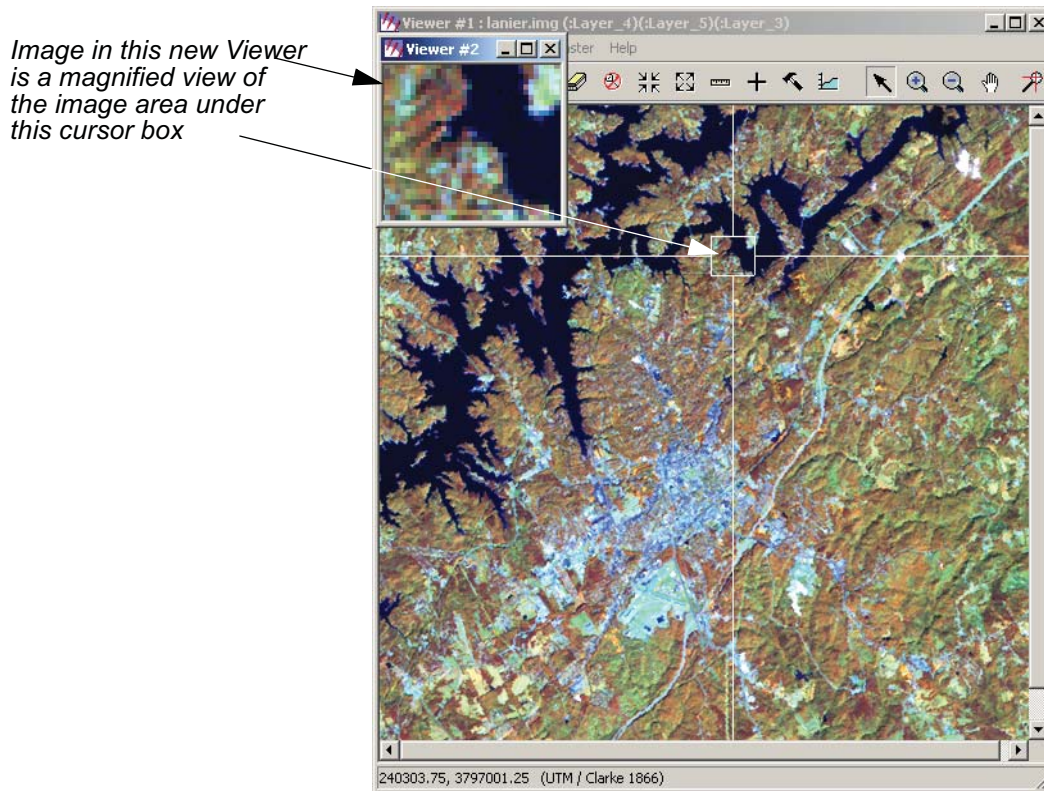 Image in this new Viewer
is a magnified view of
the image area under
this cursor box
Viewer #1 : lanier.img (:Layer_4)(:Layer_5)(:Layer_3)
Viewer #2
Help
240303.75, 3797001.25 (UTM / Clarke 1866)